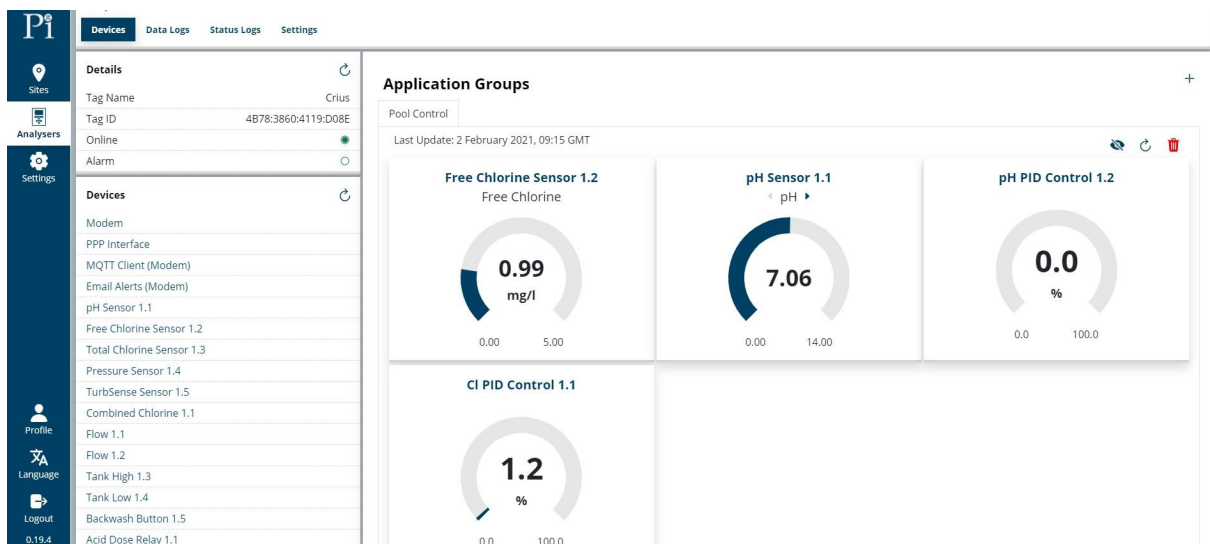 Pi
Devices Data Logs Status Logs Settings
Sites
Analysers
Settings
Profile
Language
Logout
0.19.4
Details
Tag Name Crius
Tag ID 4B78:3860:4119:D08E
Online
Alarm
Devices
Modem
PPP Interface
MQTT Client (Modem)
Email Alerts (Modem)
pH Sensor 1.1
Free Chlorine Sensor 1.2
Total Chlorine Sensor 1.3
Pressure Sensor 1.4
TurbSense Sensor 1.5
Combined Chlorine 1.1
Flow 1.1
Flow 1.2
Tank High 1.3
Tank Low 1.4
Backwash Button 1.5
Acid Dose Relay 1.1
Application Groups
Pool Control
Last Update: 2 February 2021, 09:15 GMT
Free Chlorine Sensor 1.2
Free Chlorine
0.99
mg/l
0.00 5.00
pH Sensor 1.1
pH
7.06
0.00 14.00
pH PID Control 1.2
0.0
%
0.0 100.0
Cl PID Control 1.1
1.2
%
0.0 100.0